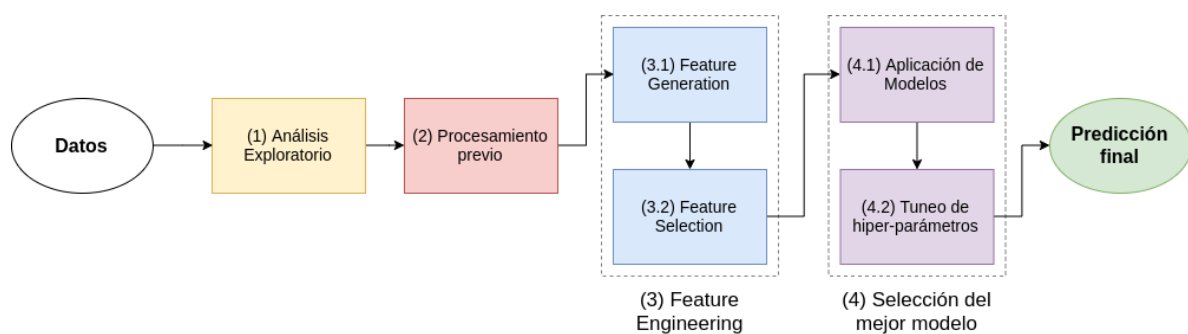 Datos
(1) Análisis
Exploratorio
(2) Procesamiento
previo
(3.1) Feature
Generation
(3.2) Feature
Selection
(3) Feature
Engineering
(4.1) Aplicación de
Modelos
(4.2) Tuneo de
hiper-parámetros
(4) Selección del
mejor modelo
Predicción
final